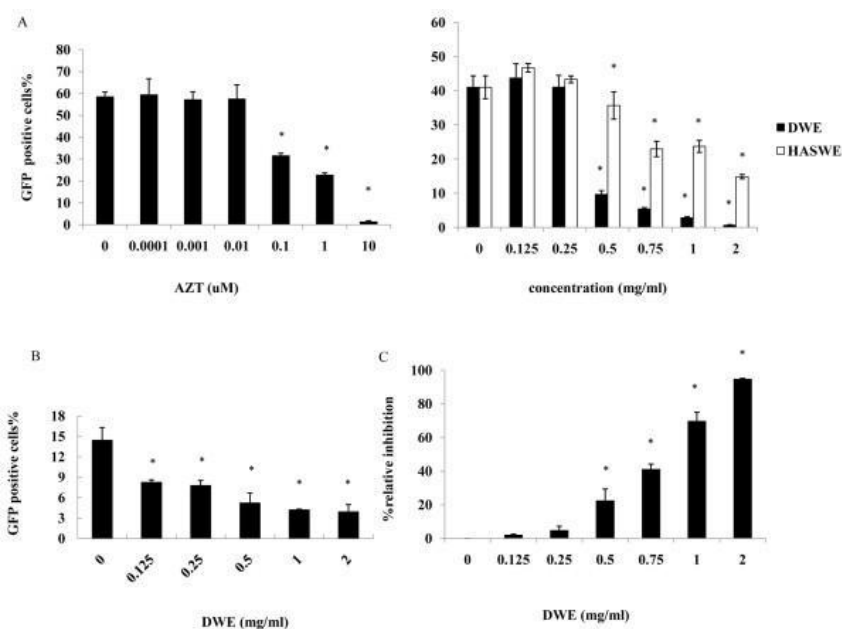 A
80
70
60
50
40
30
20
10
0
GFP positive cells%
* * *
0 0.0001 0.001 0.01 0.1 1 10
AZT (uM)
60
50
40
30
20
10
0
* * * *
* * * *
0 0.125 0.25 0.5 0.75 1 2
concentration (mg/ml)
DWE
HASWE
B
18
15
12
9
6
3
0
GFP positive cells%
* * * * *
0 0.125 0.25 0.5 1 2
DWE (mg/ml)
C
100
80
60
40
20
0
%relative inhibition
* * * *
0 0.125 0.25 0.5 0.75 1 2
DWE (mg/ml)